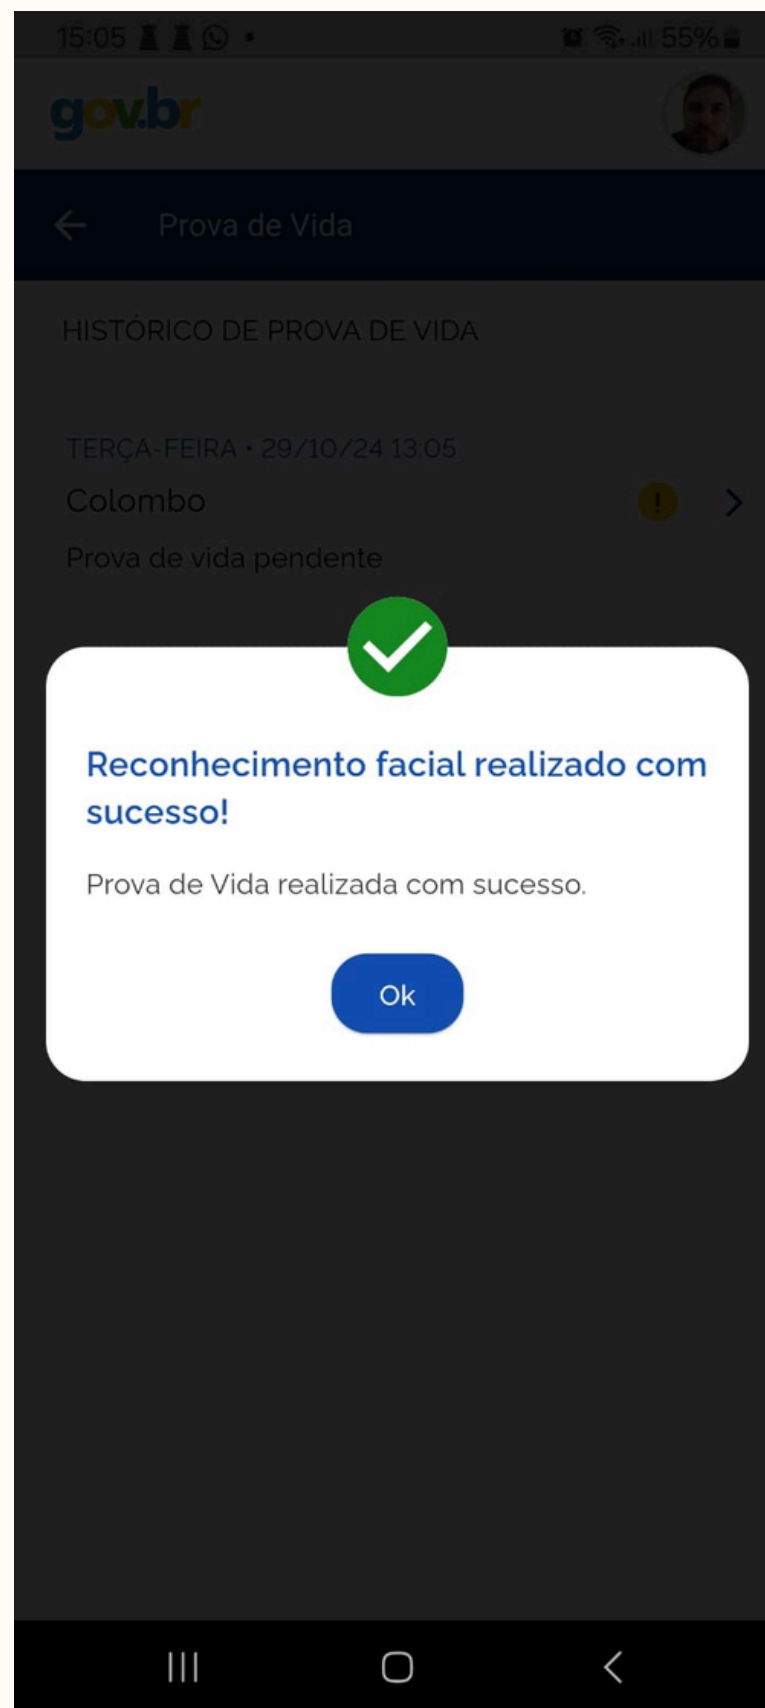 15:05
55%
gov.br
Prova de Vida
HISTÓRICO DE PROVA DE VIDA
TERÇA-FEIRA • 29/10/24 13:05
Colombo
!
Prova de vida pendente
Reconhecimento facial realizado com
sucesso!
Prova de Vida realizada com sucesso.
Ok